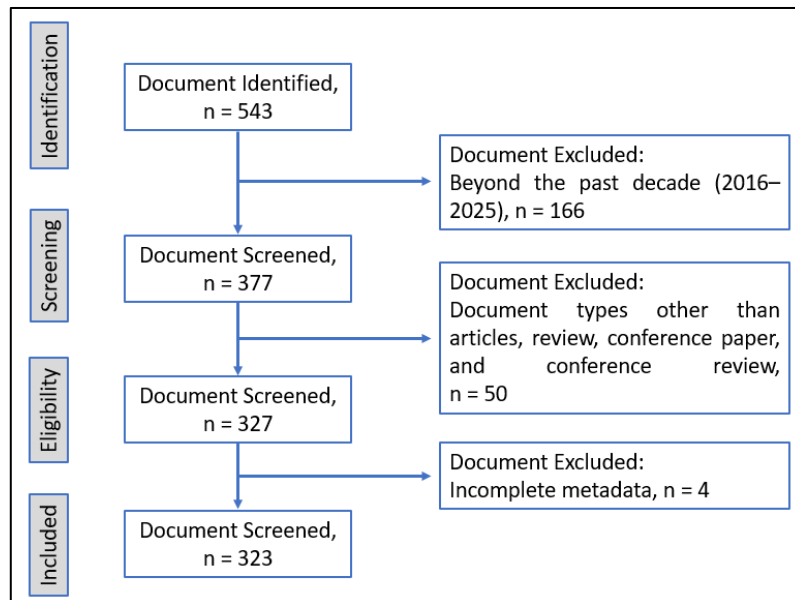 Identification
Document Identified,
n = 543
Document Excluded:
Beyond the past decade (2016–
2025), n = 166
Screening
Document Screened,
n = 377
Document Excluded:
Document types other than
articles, review, conference paper,
and conference review,
n = 50
Eligibility
Document Screened,
n = 327
Document Excluded:
Incomplete metadata, n = 4
Included
Document Screened,
n = 323